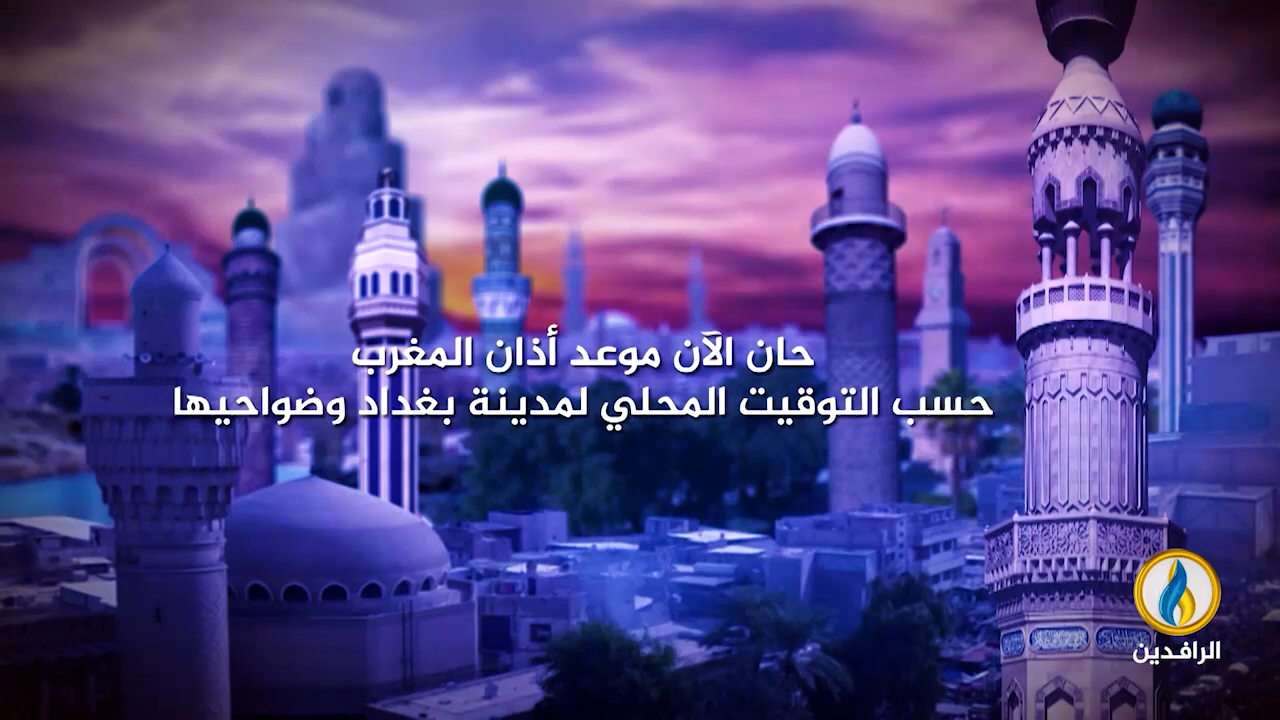 حان الآن موعد أذان المغرب
حسب التوقيت المحلي لمدينة بغداد وضواحيها
الرافدين